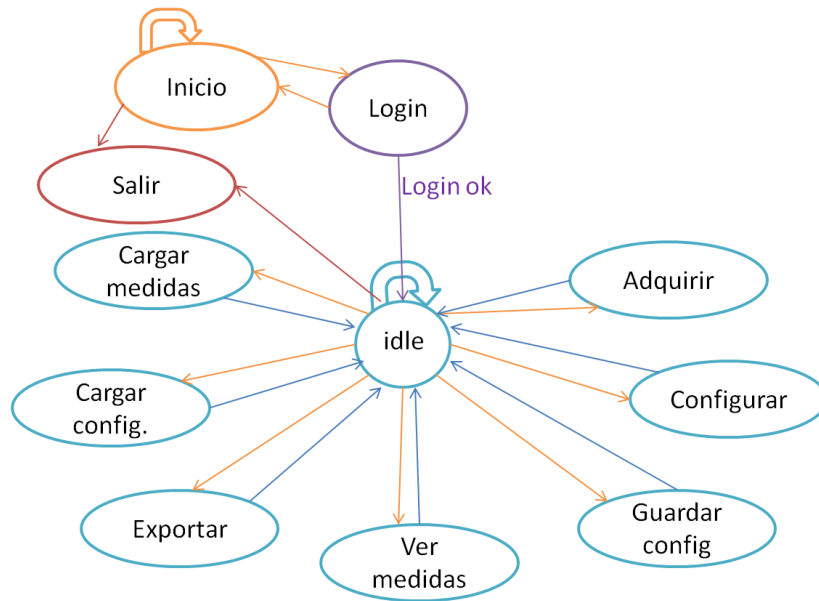 Inicio
Login
Salir
Login ok
Cargar
medidas
Adquirir
idle
Cargar
config.
Configurar
Exportar
Ver
medidas
Guardar
config